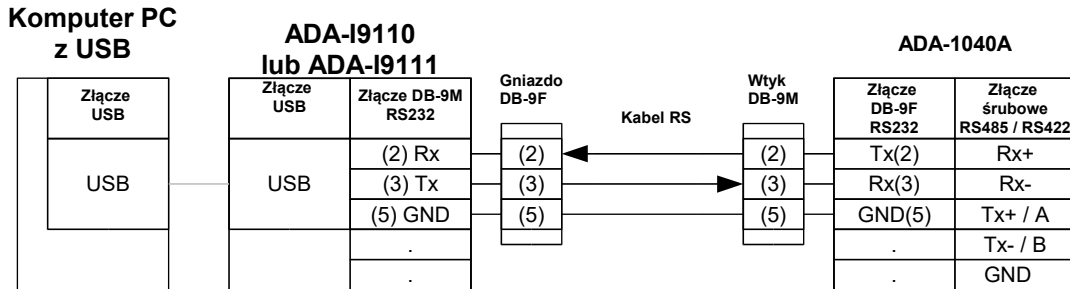 Komputer PC
z USB
ADA-I9110
lub ADA-I9111
ADA-1040A
Złącze
USB
Złącze
USB
Złącze DB-9M
RS232
Gniazdo
DB-9F
Kabel RS
Wtyk
DB-9M
Złącze
DB-9F
RS232
Złącze
śrubowe
RS485 / RS422
USB
USB
(2) Rx
(2)
(2)
Tx(2)
Rx+
(3) Tx
(3)
(3)
Rx(3)
Rx-
(5) GND
(5)
(5)
GND(5)
Tx+ / A
.
.
Tx- / B
.
.
GND